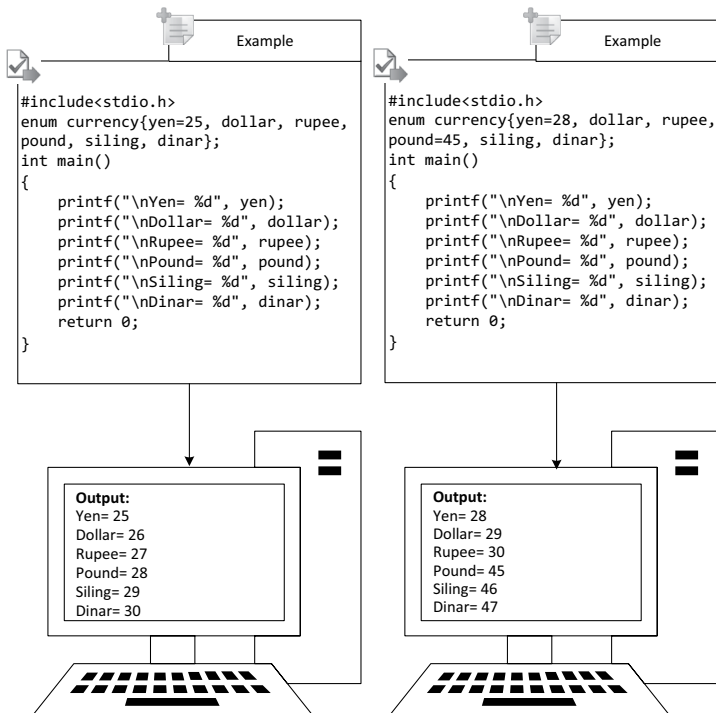 Example
#include<stdio.h>
enum currency{yen=25, dollar, rupee,
pound, siling, dinar};
int main()
{
    printf("\nYen= %d", yen);
    printf("\nDollar= %d", dollar);
    printf("\nRupee= %d", rupee);
    printf("\nPound= %d", pound);
    printf("\nSiling= %d", siling);
    printf("\nDinar= %d", dinar);
    return 0;
}
Output:
Yen= 25
Dollar= 26
Rupee= 27
Pound= 28
Siling= 29
Dinar= 30
Example
#include<stdio.h>
enum currency{yen=28, dollar, rupee,
pound=45, siling, dinar};
int main()
{
    printf("\nYen= %d", yen);
    printf("\nDollar= %d", dollar);
    printf("\nRupee= %d", rupee);
    printf("\nPound= %d", pound);
    printf("\nSiling= %d", siling);
    printf("\nDinar= %d", dinar);
    return 0;
}
Output:
Yen= 28
Dollar= 29
Rupee= 30
Pound= 45
Siling= 46
Dinar= 47